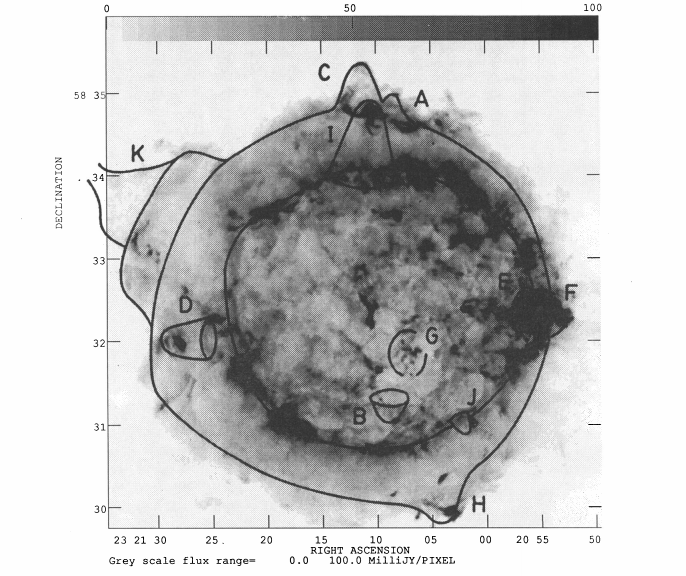 0 50 100
C
A
58 35
I
K
34
DECLINATION
33
E
F
D
G
32
J
B
31
H
30
23 21 30 25. 20 15 10 05 00 20 55 50
RIGHT ASCENSION
Grey scale flux range= 0.0 100.0 MilliJY/PIXEL